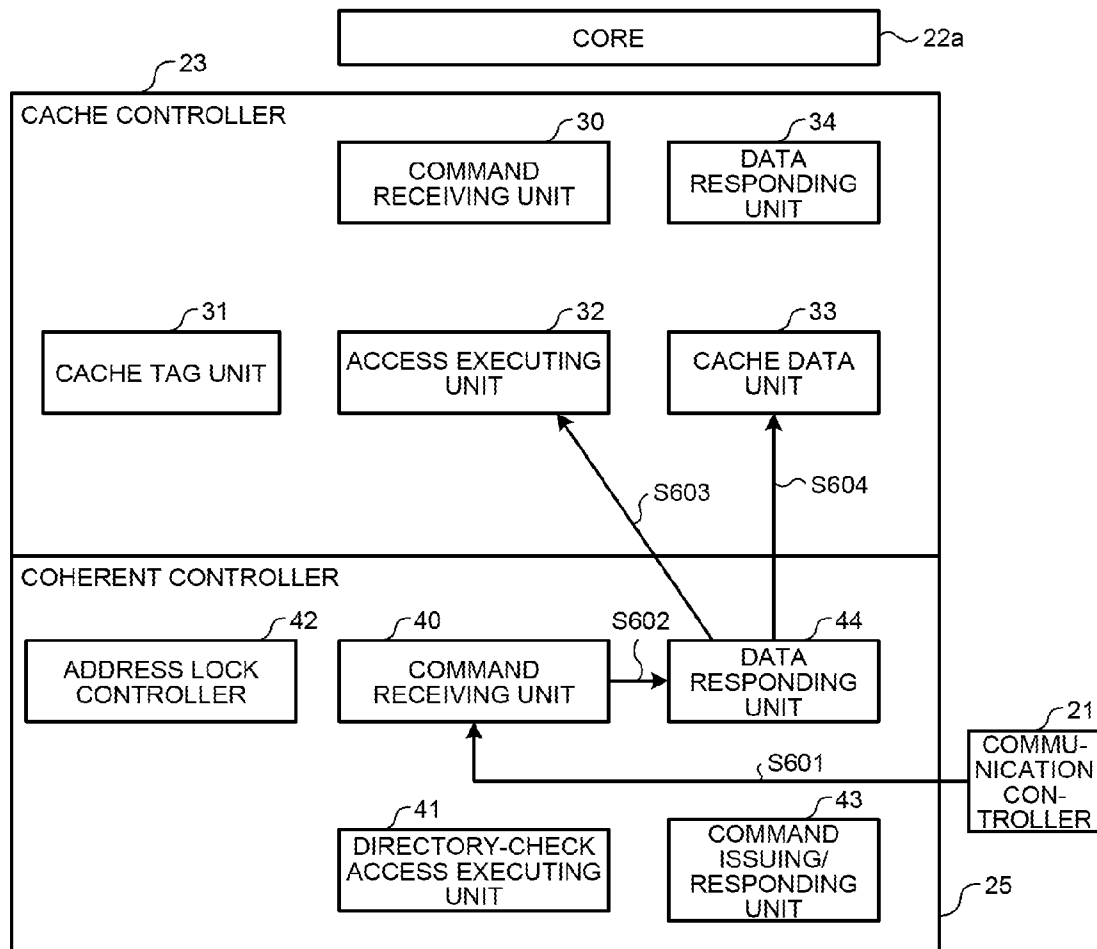 CORE
22a
23
CACHE CONTROLLER
30
COMMAND
RECEIVING UNIT
34
DATA
RESPONDING
UNIT
31
CACHE TAG UNIT
32
ACCESS EXECUTING
UNIT
33
CACHE DATA
UNIT
S603
S604
COHERENT CONTROLLER
42
ADDRESS LOCK
CONTROLLER
40
COMMAND
RECEIVING UNIT
S602
44
DATA
RESPONDING
UNIT
21
COMMU-
NICATION
CON-
TROLLER
S601
41
DIRECTORY-CHECK
ACCESS EXECUTING
UNIT
43
COMMAND
ISSUING/
RESPONDING
UNIT
25